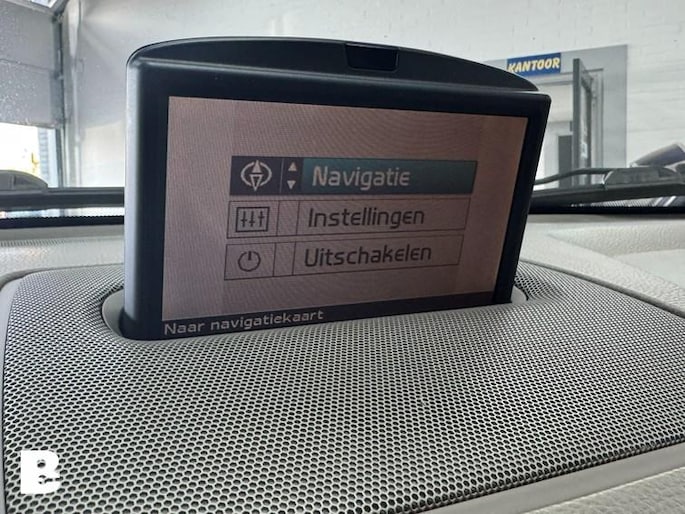 KANTOOR
Navigatie
Instellingen
Uitschakelen
Naar navigatiekaart
B